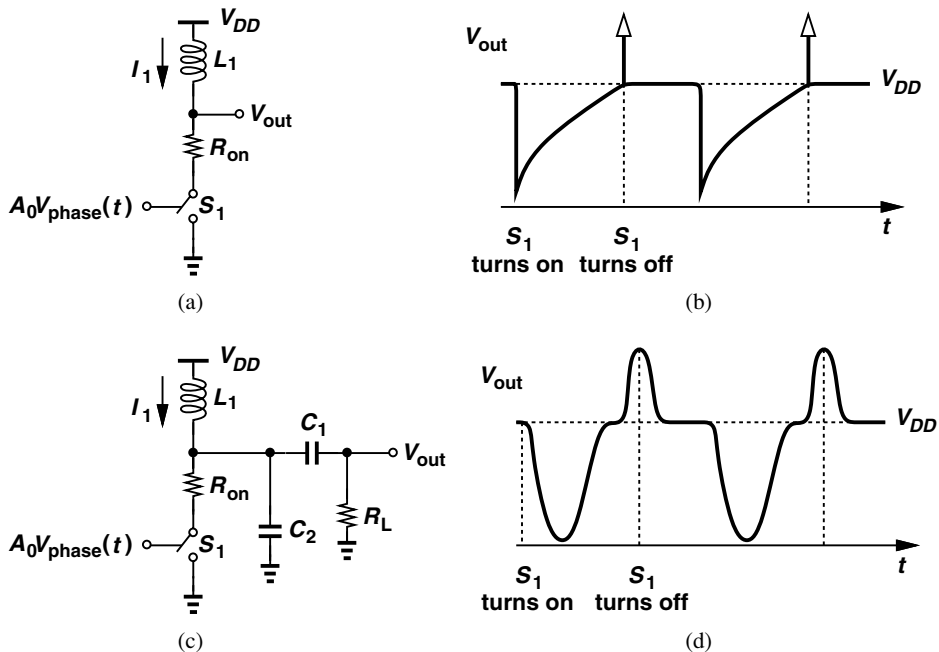 V_DD
I_1
L_1
V_out
R_on
A_0V_phase(t)
S_1
(a)
V_out
V_DD
t
S_1 S_1
turns on turns off
(b)
V_DD
I_1
L_1
C_1
V_out
R_on
C_2
R_L
A_0V_phase(t)
S_1
(c)
V_out
V_DD
t
S_1 S_1
turns on turns off
(d)